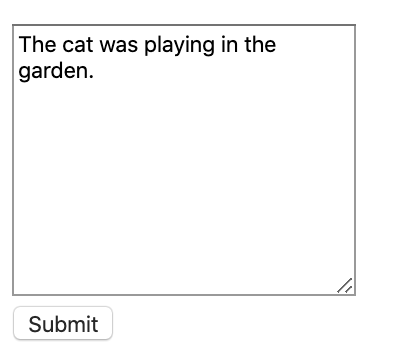 The cat was playing in the
garden.
Submit